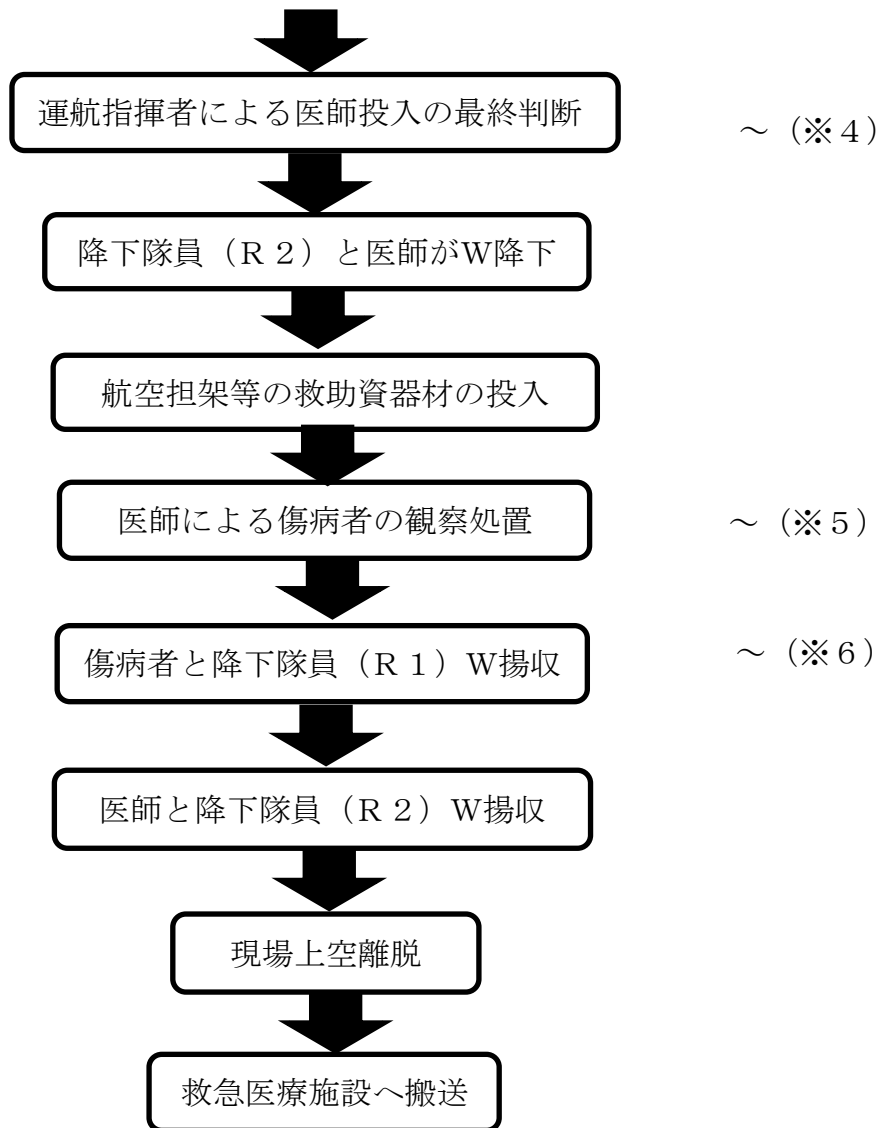 運航指揮者による医師投入の最終判断
～（※４）
降下隊員（Ｒ２）と医師がＷ降下
航空担架等の救助資器材の投入
医師による傷病者の観察処置
～（※５）
傷病者と降下隊員（Ｒ１）Ｗ揚収
～（※６）
医師と降下隊員（Ｒ２）Ｗ揚収
現場上空離脱
救急医療施設へ搬送